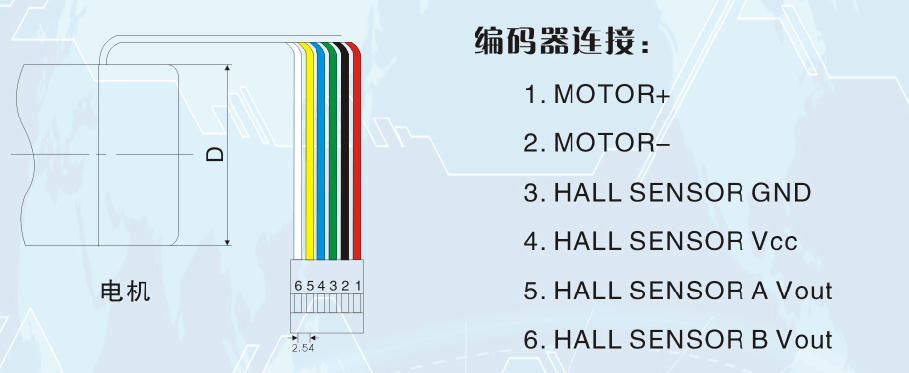 编码器连接：
1. MOTOR+
2. MOTOR−
3. HALL SENSOR GND
4. HALL SENSOR Vcc
5. HALL SENSOR A Vout
6. HALL SENSOR B Vout
D
电机
6 5 4 3 2 1
2.54